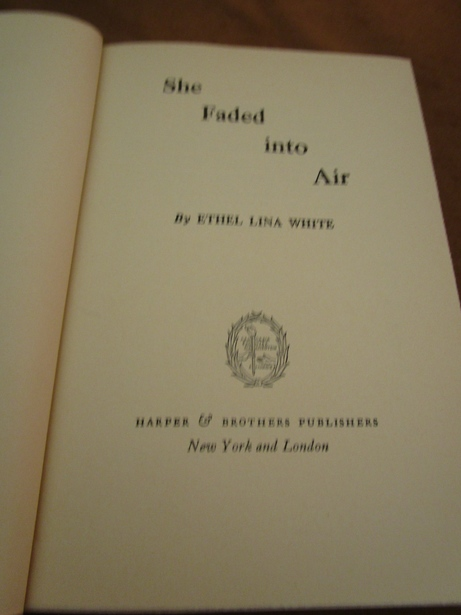 She
Faded
into
Air
By ETHEL LINA WHITE
HARPER & BROTHERS PUBLISHERS
New York and London